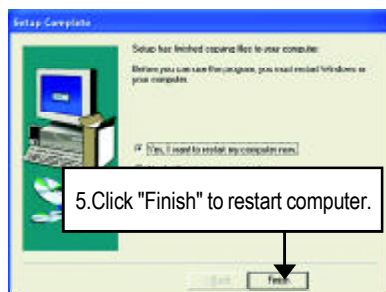 Setup Complete
Setup has finished copying files to your computer.
Before you can use the program, you must restart Windows or
your computer.
Yes, I want to restart my computer now.
5.Click "Finish" to restart computer.
Back Finish